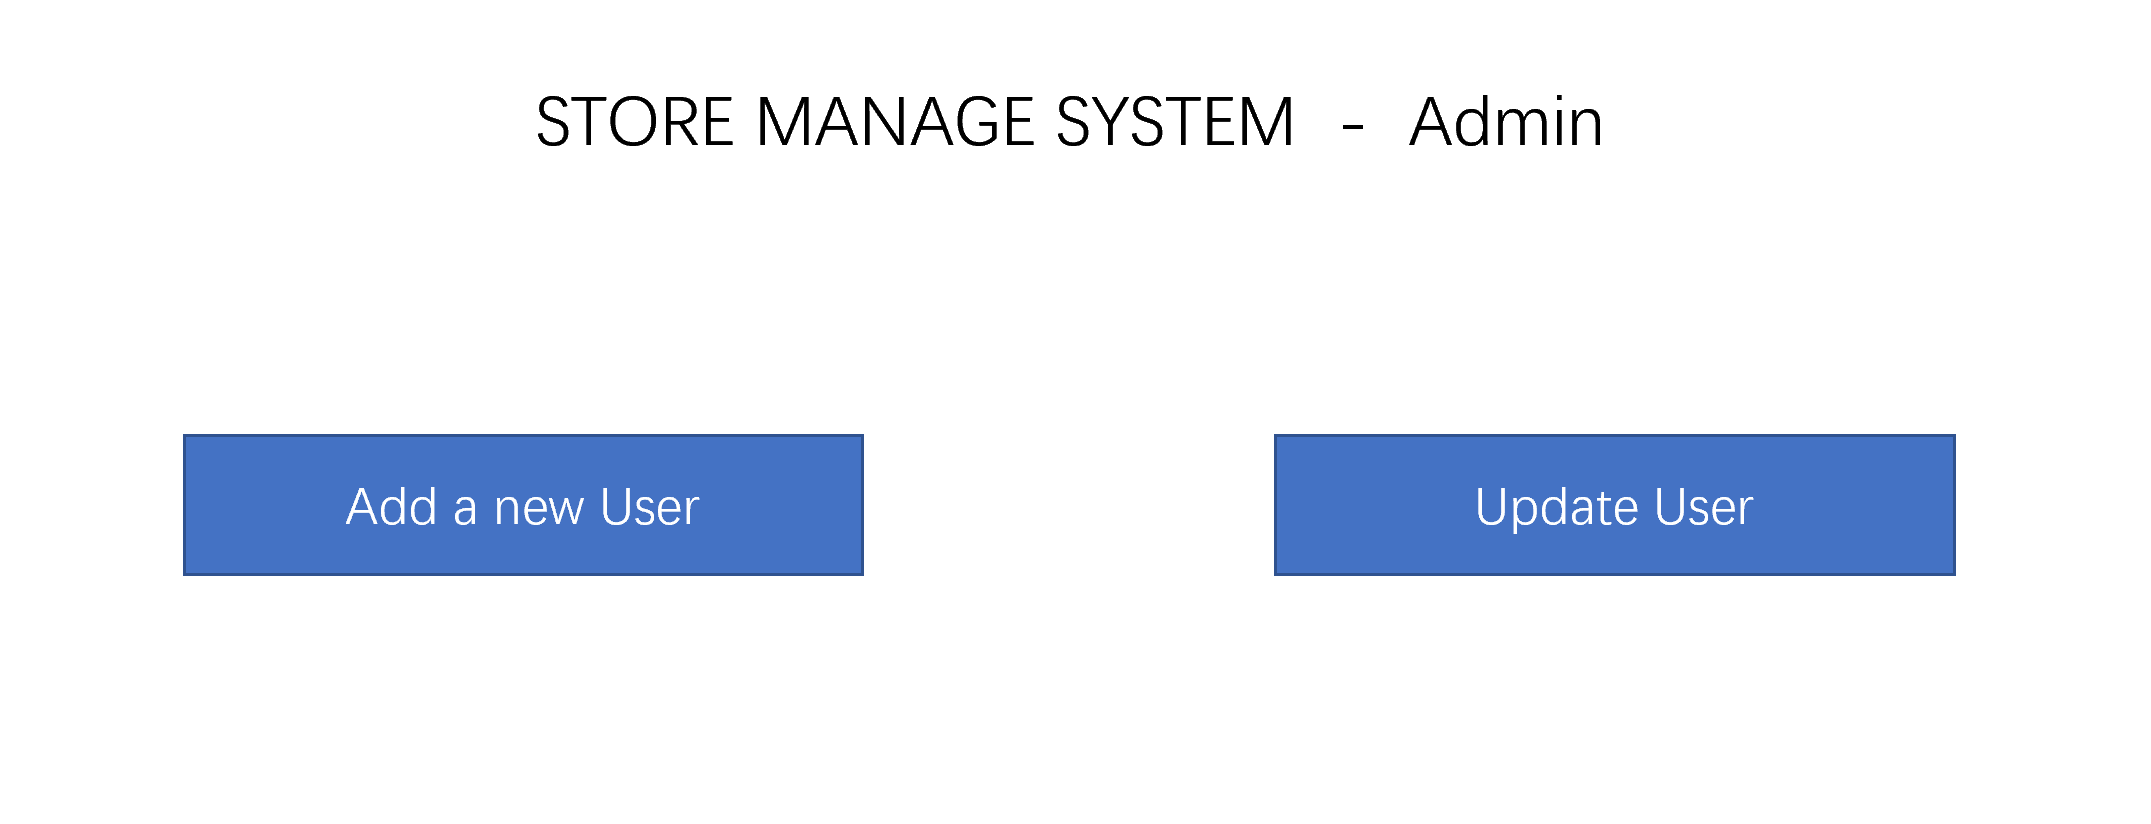 STORE MANAGE SYSTEM - Admin
Add a new User
Update User